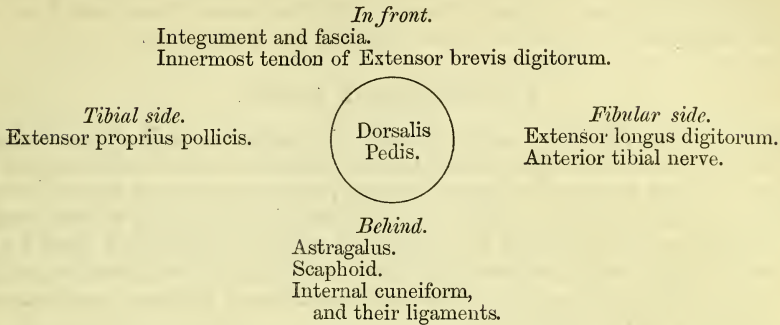 In front.
Integument and fascia.
Innermost tendon of Extensor brevis digitorum.
Tibial side.
Extensor proprius pollicis.
Dorsalis
Pedis.
Fibular side.
Extensor longus digitorum.
Anterior tibial nerve.
Behind.
Astragalus.
Scaphoid.
Internal cuneiform,
and their ligaments.